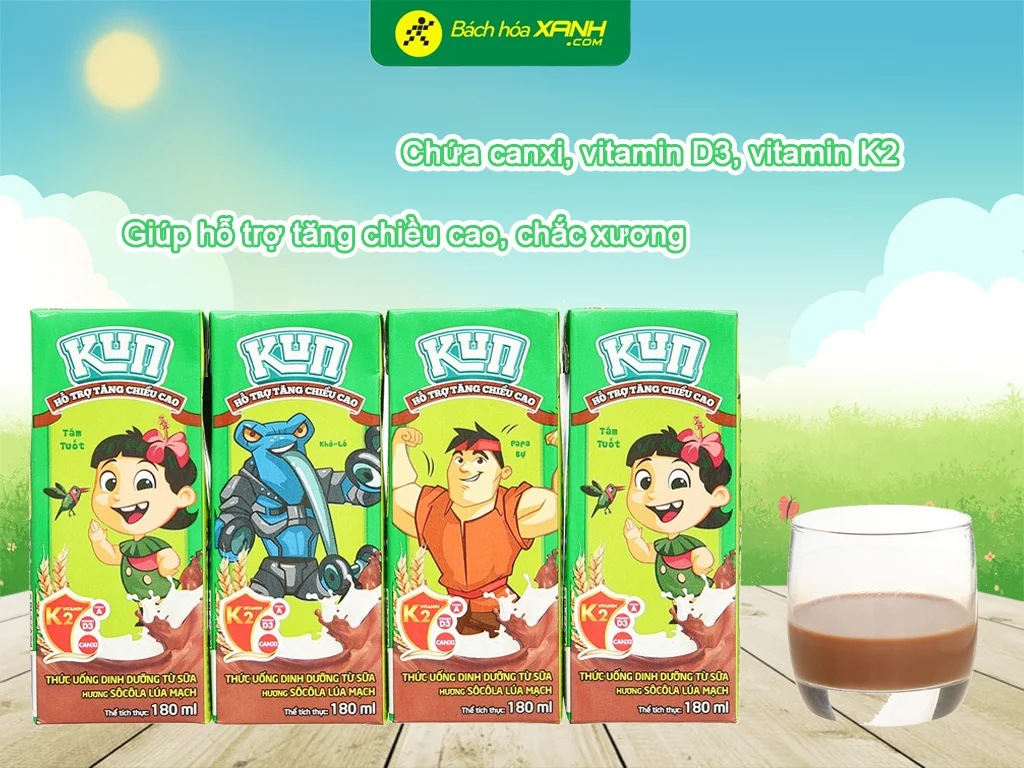 Bách hóa XANH
.COM
Chứa canxi, vitamin D3, vitamin K2
Giúp hỗ trợ tăng chiều cao, chắc xương
KUN
HỖ TRỢ TĂNG CHIỀU CAO
Tám
Tuốt
VITAMIN
K2
A
D3
CANXI
THỨC UỐNG DINH DƯỠNG TỪ SỮA
HƯƠNG SÔCÔLA LÚA MẠCH
Thể tích thực: 180 ml
KUN
HỖ TRỢ TĂNG CHIỀU CAO
Khô-Lô
VITAMIN
K2
A
D3
CANXI
THỨC UỐNG DINH DƯỠNG TỪ SỮA
HƯƠNG SÔCÔLA LÚA MẠCH
Thể tích thực: 180 ml
KUN
HỖ TRỢ TĂNG CHIỀU CAO
Papa
Bự
VITAMIN
K2
A
D3
CANXI
THỨC UỐNG DINH DƯỠNG TỪ SỮA
HƯƠNG SÔCÔLA LÚA MẠCH
Thể tích thực: 180 ml
KUN
HỖ TRỢ TĂNG CHIỀU CAO
Tám
Tuốt
VITAMIN
K2
A
D3
CANXI
THỨC UỐNG DINH DƯỠNG TỪ SỮA
HƯƠNG SÔCÔLA LÚA MẠCH
Thể tích thực: 180 ml